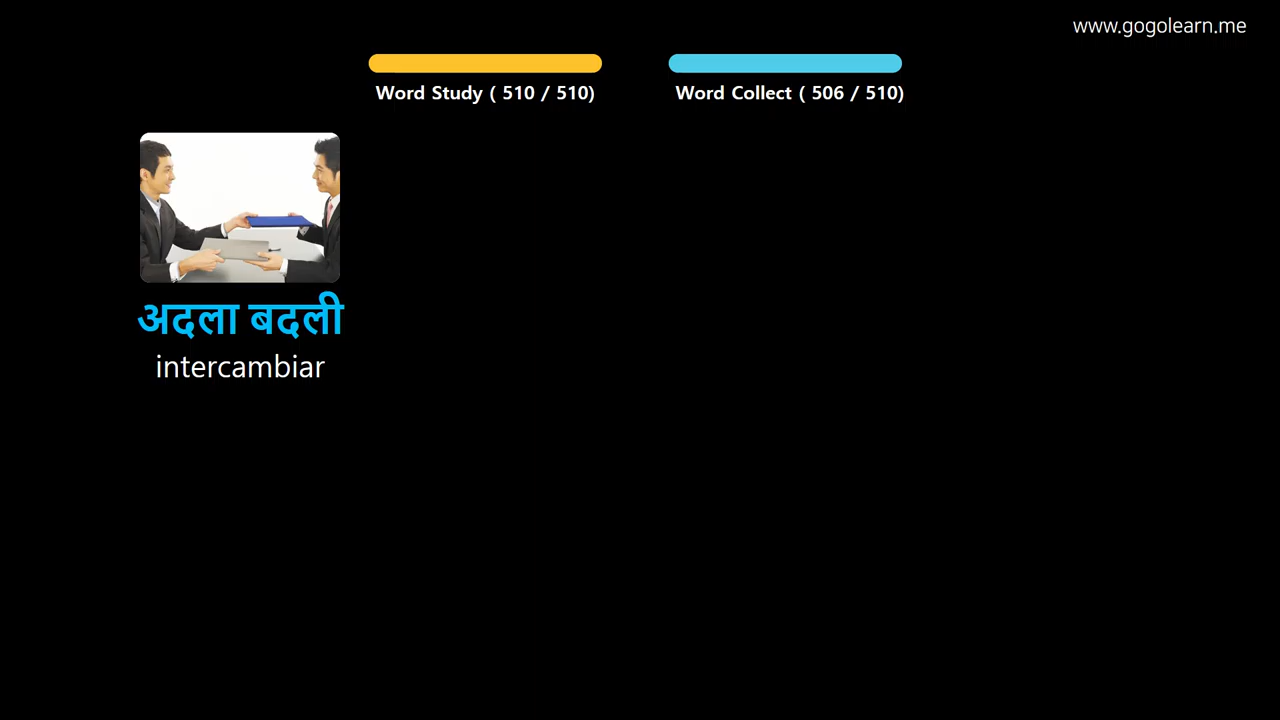 www.gogolearn.me
Word Study ( 510 / 510)
Word Collect ( 506 / 510)
अदला बदली
intercambiar